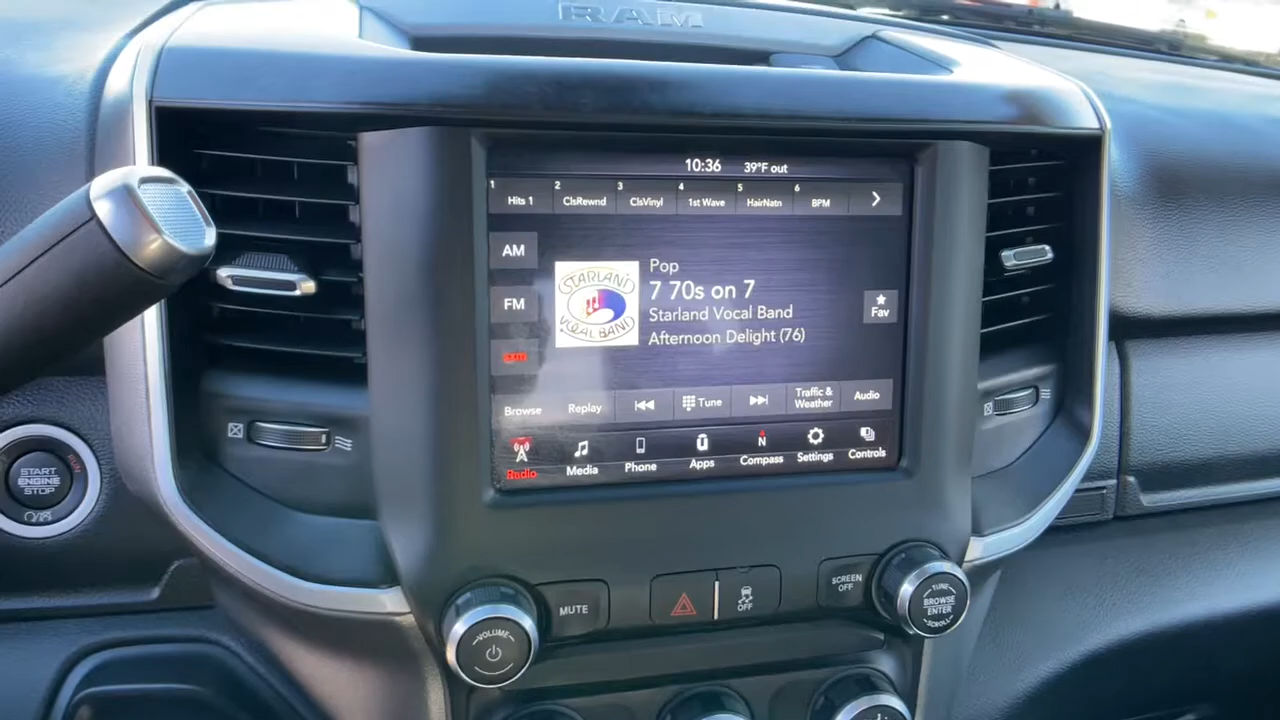 RAM
10:36 39°F out
1 Hits 1
2 ClsRewnd
3 ClsVinyl
4 1st Wave
5 HairNatn
6 BPM
AM
FM
SXM
STARLAND
VOCAL BAND
Pop
7 70s on 7
Starland Vocal Band
Afternoon Delight (76)
Fav
Browse
Replay
Tune
Traffic &
Weather
Audio
Radio
Media
Phone
Apps
N
Compass
Settings
Controls
START
ENGINE
STOP
RUN
VOLUME
MUTE
OFF
SCREEN
OFF
TUNE
BROWSE
ENTER
SCROLL